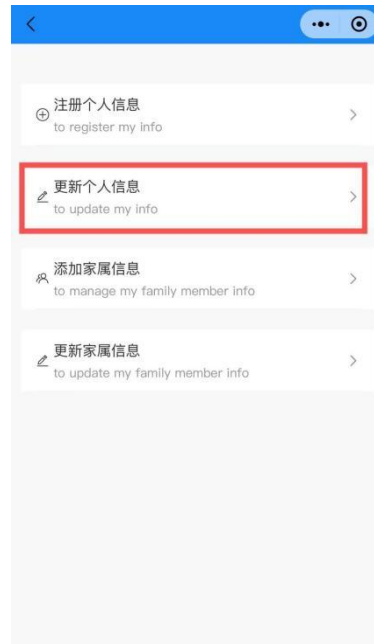 注册个人信息
to register my info
更新个人信息
to update my info
添加家属信息
to manage my family member info
更新家属信息
to update my family member info